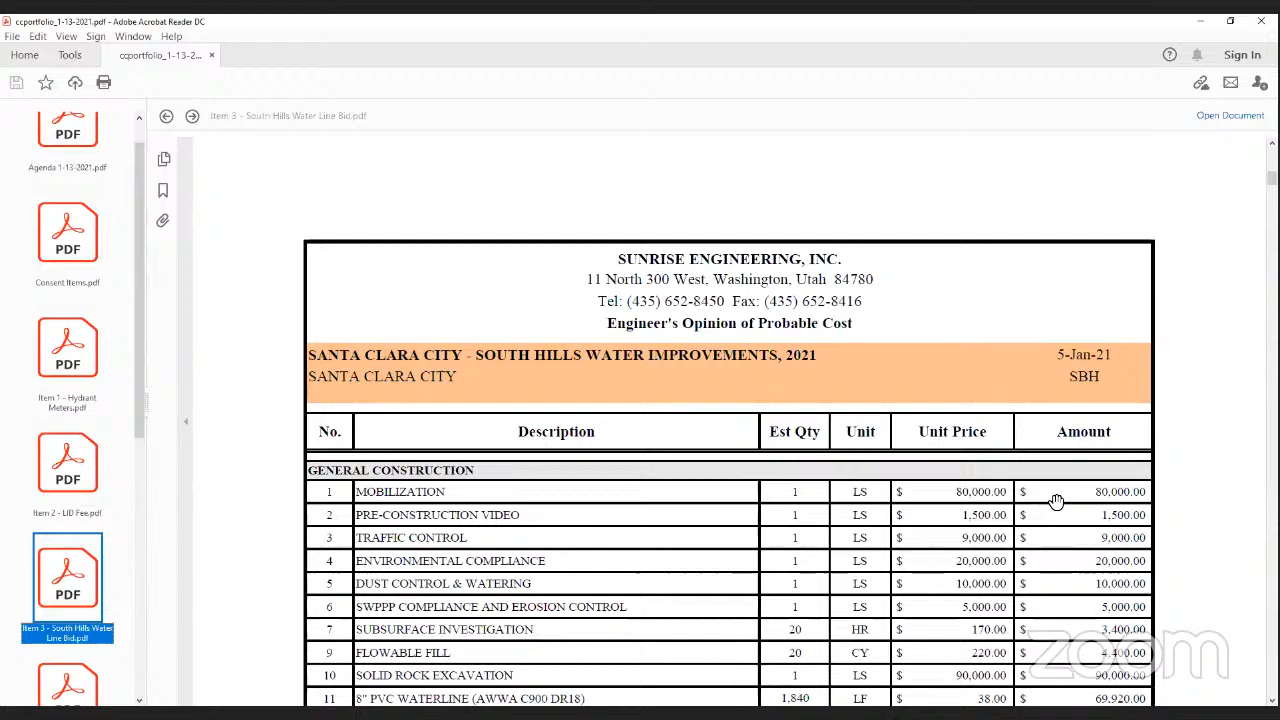 ccportfolio_1-13-2021.pdf - Adobe Acrobat Reader DC
File Edit View Sign Window Help
Home Tools ccportfolio_1-13-2... × Sign In
Item 3 - South Hills Water Line Bid.pdf Open Document
PDF
Agenda 1-13-2021.pdf
PDF
Consent Items.pdf
PDF
Item 1 - Hydrant
Meters.pdf
PDF
Item 2 - LID Fee.pdf
PDF
Item 3 - South Hills Water
Line Bid.pdf
PDF
SUNRISE ENGINEERING, INC.
11 North 300 West, Washington, Utah 84780
Tel: (435) 652-8450 Fax: (435) 652-8416
Engineer's Opinion of Probable Cost
SANTA CLARA CITY - SOUTH HILLS WATER IMPROVEMENTS, 2021 5-Jan-21
SANTA CLARA CITY SBH
No. Description Est Qty Unit Unit Price Amount
GENERAL CONSTRUCTION
1 MOBILIZATION 1 LS $ 80,000.00 $ 80,000.00
2 PRE-CONSTRUCTION VIDEO 1 LS $ 1,500.00 $ 1,500.00
3 TRAFFIC CONTROL 1 LS $ 9,000.00 $ 9,000.00
4 ENVIRONMENTAL COMPLIANCE 1 LS $ 20,000.00 $ 20,000.00
5 DUST CONTROL & WATERING 1 LS $ 10,000.00 $ 10,000.00
6 SWPPP COMPLIANCE AND EROSION CONTROL 1 LS $ 5,000.00 $ 5,000.00
7 SUBSURFACE INVESTIGATION 20 HR $ 170.00 $ 3,400.00
9 FLOWABLE FILL 20 CY $ 220.00 $ 4,400.00
10 SOLID ROCK EXCAVATION 1 LS $ 90,000.00 $ 90,000.00
11 8" PVC WATERLINE (AWWA C900 DR18) 1,840 LF $ 38.00 $ 69,920.00
zoom